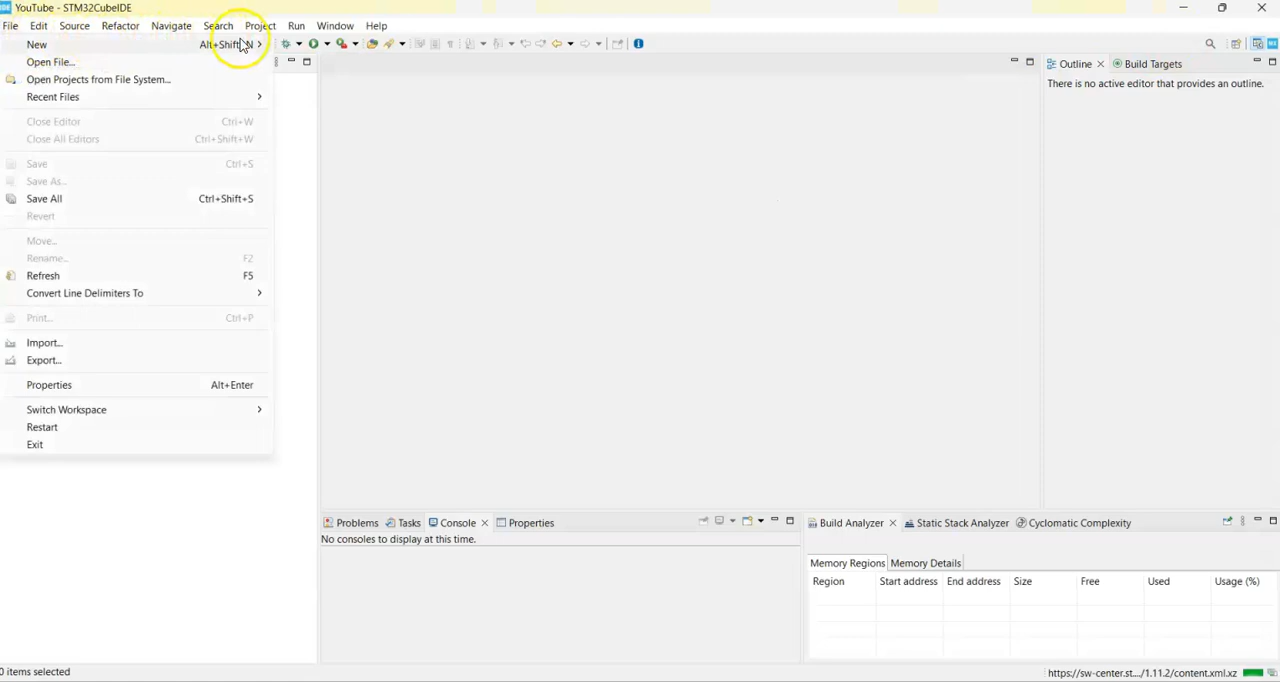 IDE YouTube - STM32CubeIDE
File Edit Source Refactor Navigate Search Project Run Window Help
New Alt+Shift N
Open File...
Open Projects from File System...
Recent Files
Close Editor Ctrl+W
Close All Editors Ctrl+Shift+W
Save Ctrl+S
Save As...
Save All Ctrl+Shift+S
Revert
Move...
Rename... F2
Refresh F5
Convert Line Delimiters To
Print... Ctrl+P
Import...
Export...
Properties Alt+Enter
Switch Workspace
Restart
Exit
Outline Build Targets
There is no active editor that provides an outline.
Problems Tasks Console Properties
No consoles to display at this time.
Build Analyzer Static Stack Analyzer Cyclomatic Complexity
Memory Regions Memory Details
Region Start address End address Size Free Used Usage (%)
0 items selected
https://sw-center.st..../1.11.2/content.xml.xz